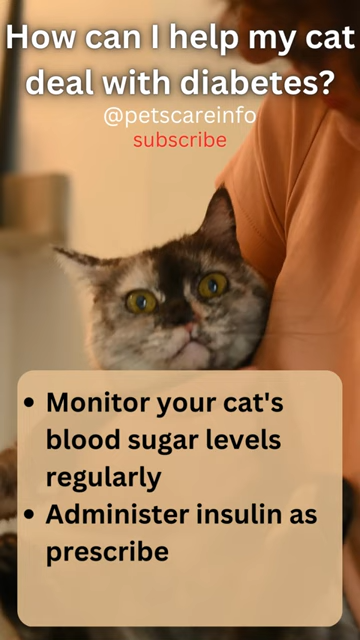 How can I help my cat
deal with diabetes?
@petscareinfo
subscribe
• Monitor your cat's
blood sugar levels
regularly
• Administer insulin as
prescribe